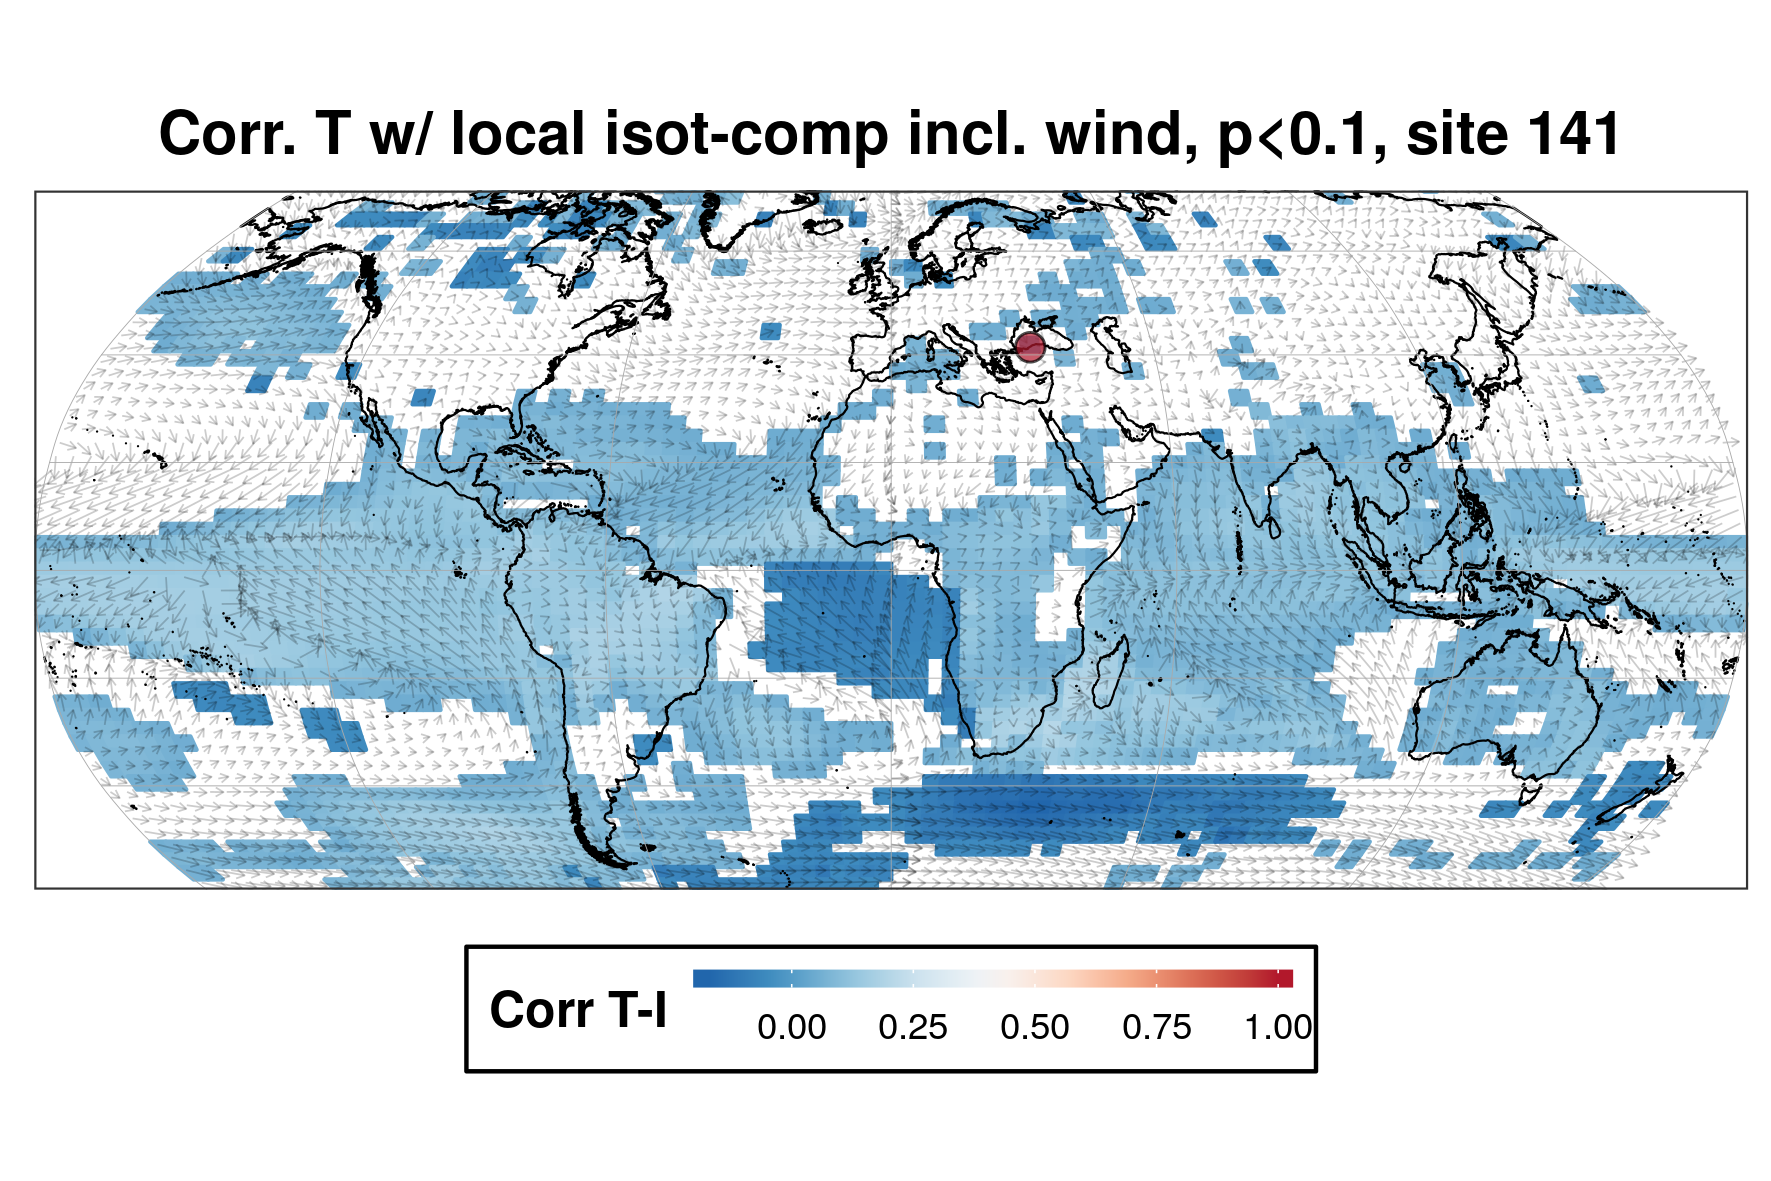 Corr. T w/ local isot-comp incl. wind, p<0.1, site 141
Corr T-I
0.00 0.25 0.50 0.75 1.00